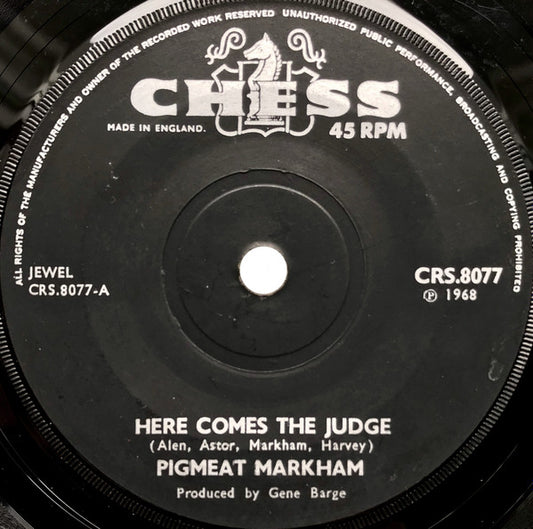 ALL RIGHTS OF THE MANUFACTURERS AND OWNER OF THE RECORDED WORK RESERVED UNAUTHORIZED PUBLIC PERFORMANCE, BROADCASTING AND COPYING PROHIBITED
CHESS
MADE IN ENGLAND. 45 RPM
JEWEL
CRS.8077-A
CRS.8077
Ⓟ 1968
HERE COMES THE JUDGE
(Alen, Astor, Markham, Harvey)
PIGMEAT MARKHAM
Produced by Gene Barge